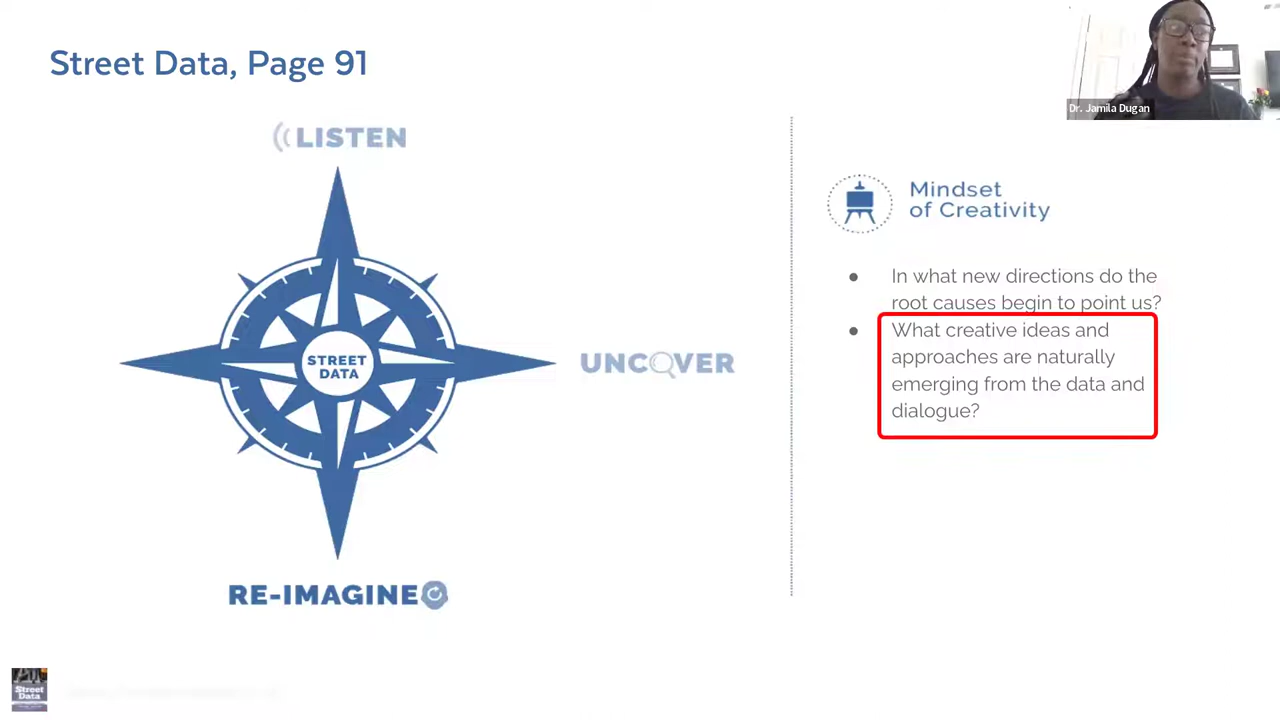 Street Data, Page 91
Dr. Jamila Dugan
LISTEN
STREET
DATA
UNCOVER
RE-IMAGINE
Mindset
of Creativity
● In what new directions do the
root causes begin to point us?
● What creative ideas and
approaches are naturally
emerging from the data and
dialogue?
Street
Data